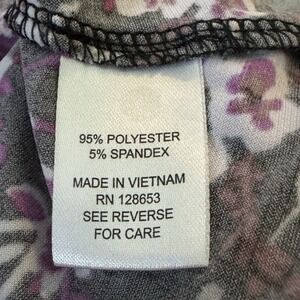 95% POLYESTER
5% SPANDEX
MADE IN VIETNAM
RN 128653
SEE REVERSE
FOR CARE